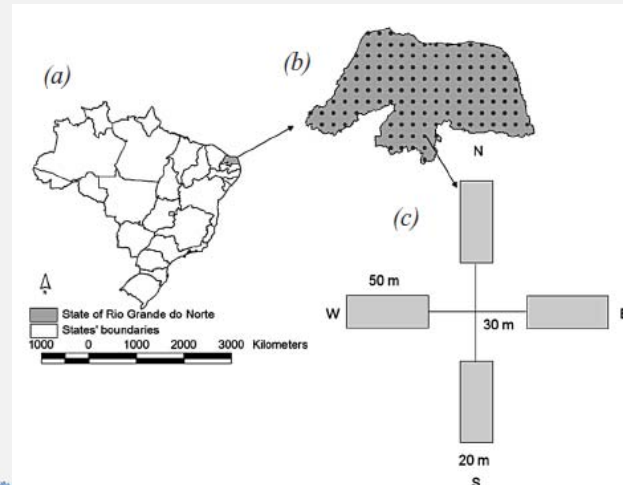 (a)
(b)
N
(c)
50 m
W
30 m
E
20 m
S
State of Rio Grande do Norte
States' boundaries
1000 0 1000 2000 3000 Kilometers